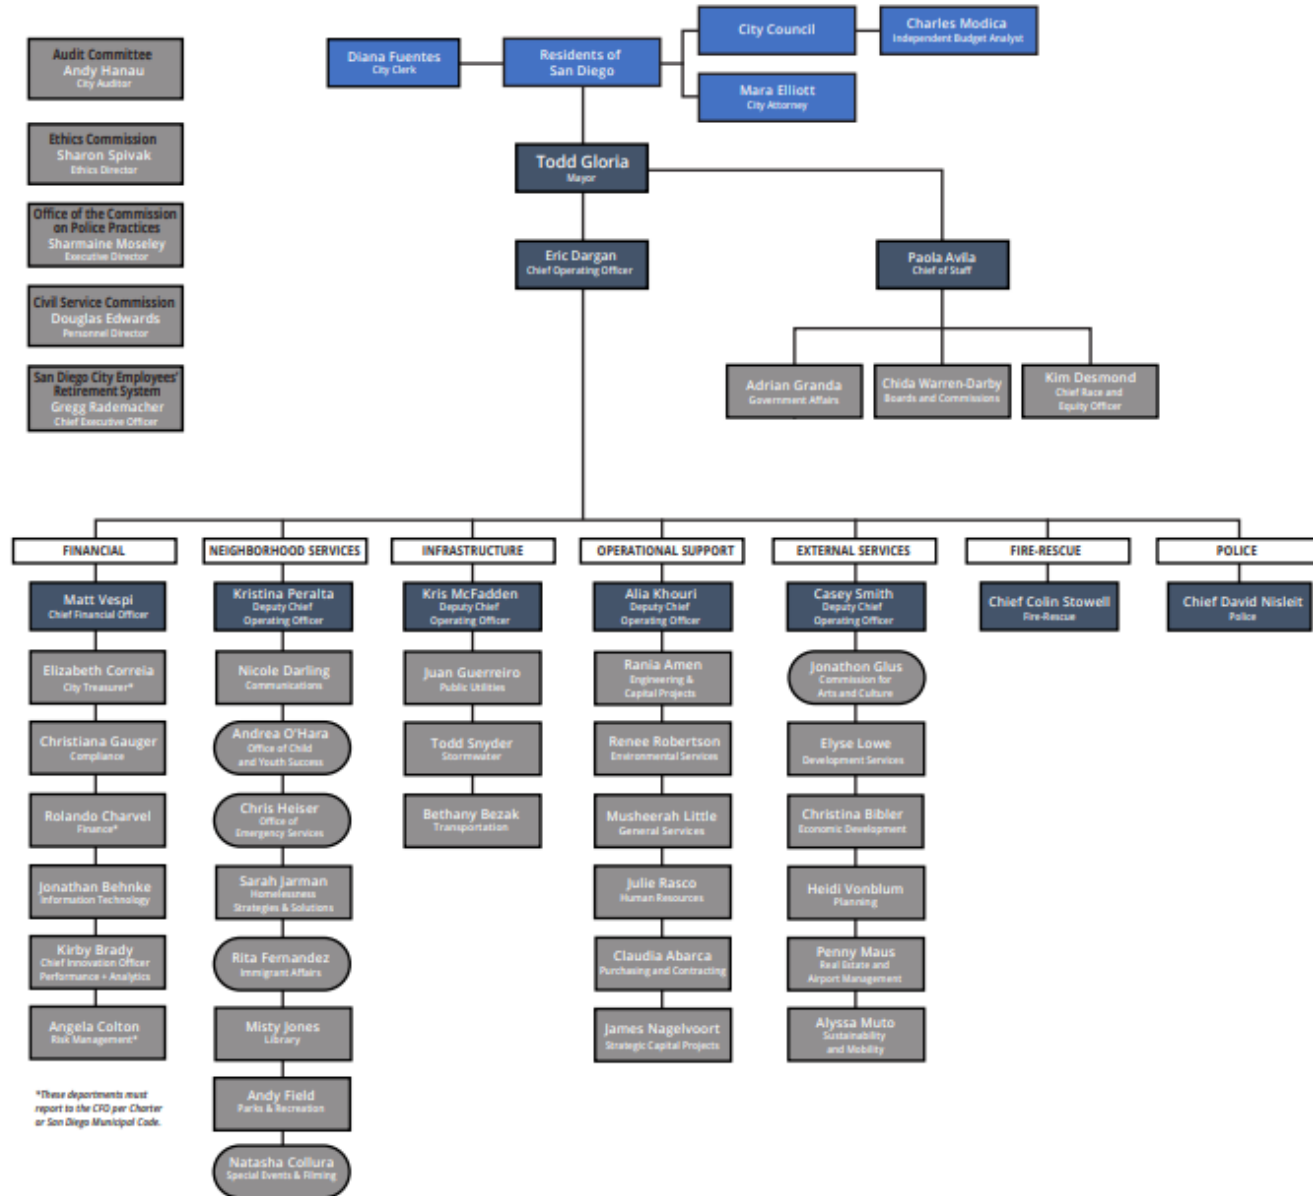 Audit Committee
Andy Hanau
City Auditor
Ethics Commission
Sharon Spivak
Ethics Director
Office of the Commission
on Police Practices
Sharmaine Moseley
Executive Director
Civil Service Commission
Douglas Edwards
Personnel Director
San Diego City Employees'
Retirement System
Gregg Rademacher
Chief Executive Officer
Diana Fuentes
City Clerk
Residents of
San Diego
City Council
Charles Modica
Independent Budget Analyst
Mara Elliott
City Attorney
Todd Gloria
Mayor
Eric Dargan
Chief Operating Officer
Paola Avila
Chief of Staff
Adrian Granda
Government Affairs
Chida Warren-Darby
Boards and Commissions
Kim Desmond
Chief Race and
Equity Officer
FINANCIAL
Matt Vespi
Chief Financial Officer
Elizabeth Correia
City Treasurer*
Christiana Gauger
Compliance
Rolando Charvel
Finance*
Jonathan Behnke
Information Technology
Kirby Brady
Chief Innovation Officer
Performance + Analytics
Angela Colton
Risk Management*
*These departments must
report to the CFO per Charter
or San Diego Municipal Code.
NEIGHBORHOOD SERVICES
Kristina Peralta
Deputy Chief
Operating Officer
Nicole Darling
Communications
Andrea O'Hara
Office of Child
and Youth Success
Chris Heiser
Office of
Emergency Services
Sarah Jarman
Homelessness
Strategies & Solutions
Rita Fernandez
Immigrant Affairs
Misty Jones
Library
Andy Field
Parks & Recreation
Natasha Collura
Special Events & Filming
INFRASTRUCTURE
Kris McFadden
Deputy Chief
Operating Officer
Juan Guerreiro
Public Utilities
Todd Snyder
Stormwater
Bethany Bezak
Transportation
OPERATIONAL SUPPORT
Alia Khouri
Deputy Chief
Operating Officer
Rania Amen
Engineering &
Capital Projects
Renee Robertson
Environmental Services
Musheerah Little
General Services
Julie Rasco
Human Resources
Claudia Abarca
Purchasing and Contracting
James Nagelvoort
Strategic Capital Projects
EXTERNAL SERVICES
Casey Smith
Deputy Chief
Operating Officer
Jonathon Glus
Commission for
Arts and Culture
Elyse Lowe
Development Services
Christina Bibler
Economic Development
Heidi Vonblum
Planning
Penny Maus
Real Estate and
Airport Management
Alyssa Muto
Sustainability
and Mobility
FIRE-RESCUE
Chief Colin Stowell
Fire-Rescue
POLICE
Chief David Nisleit
Police